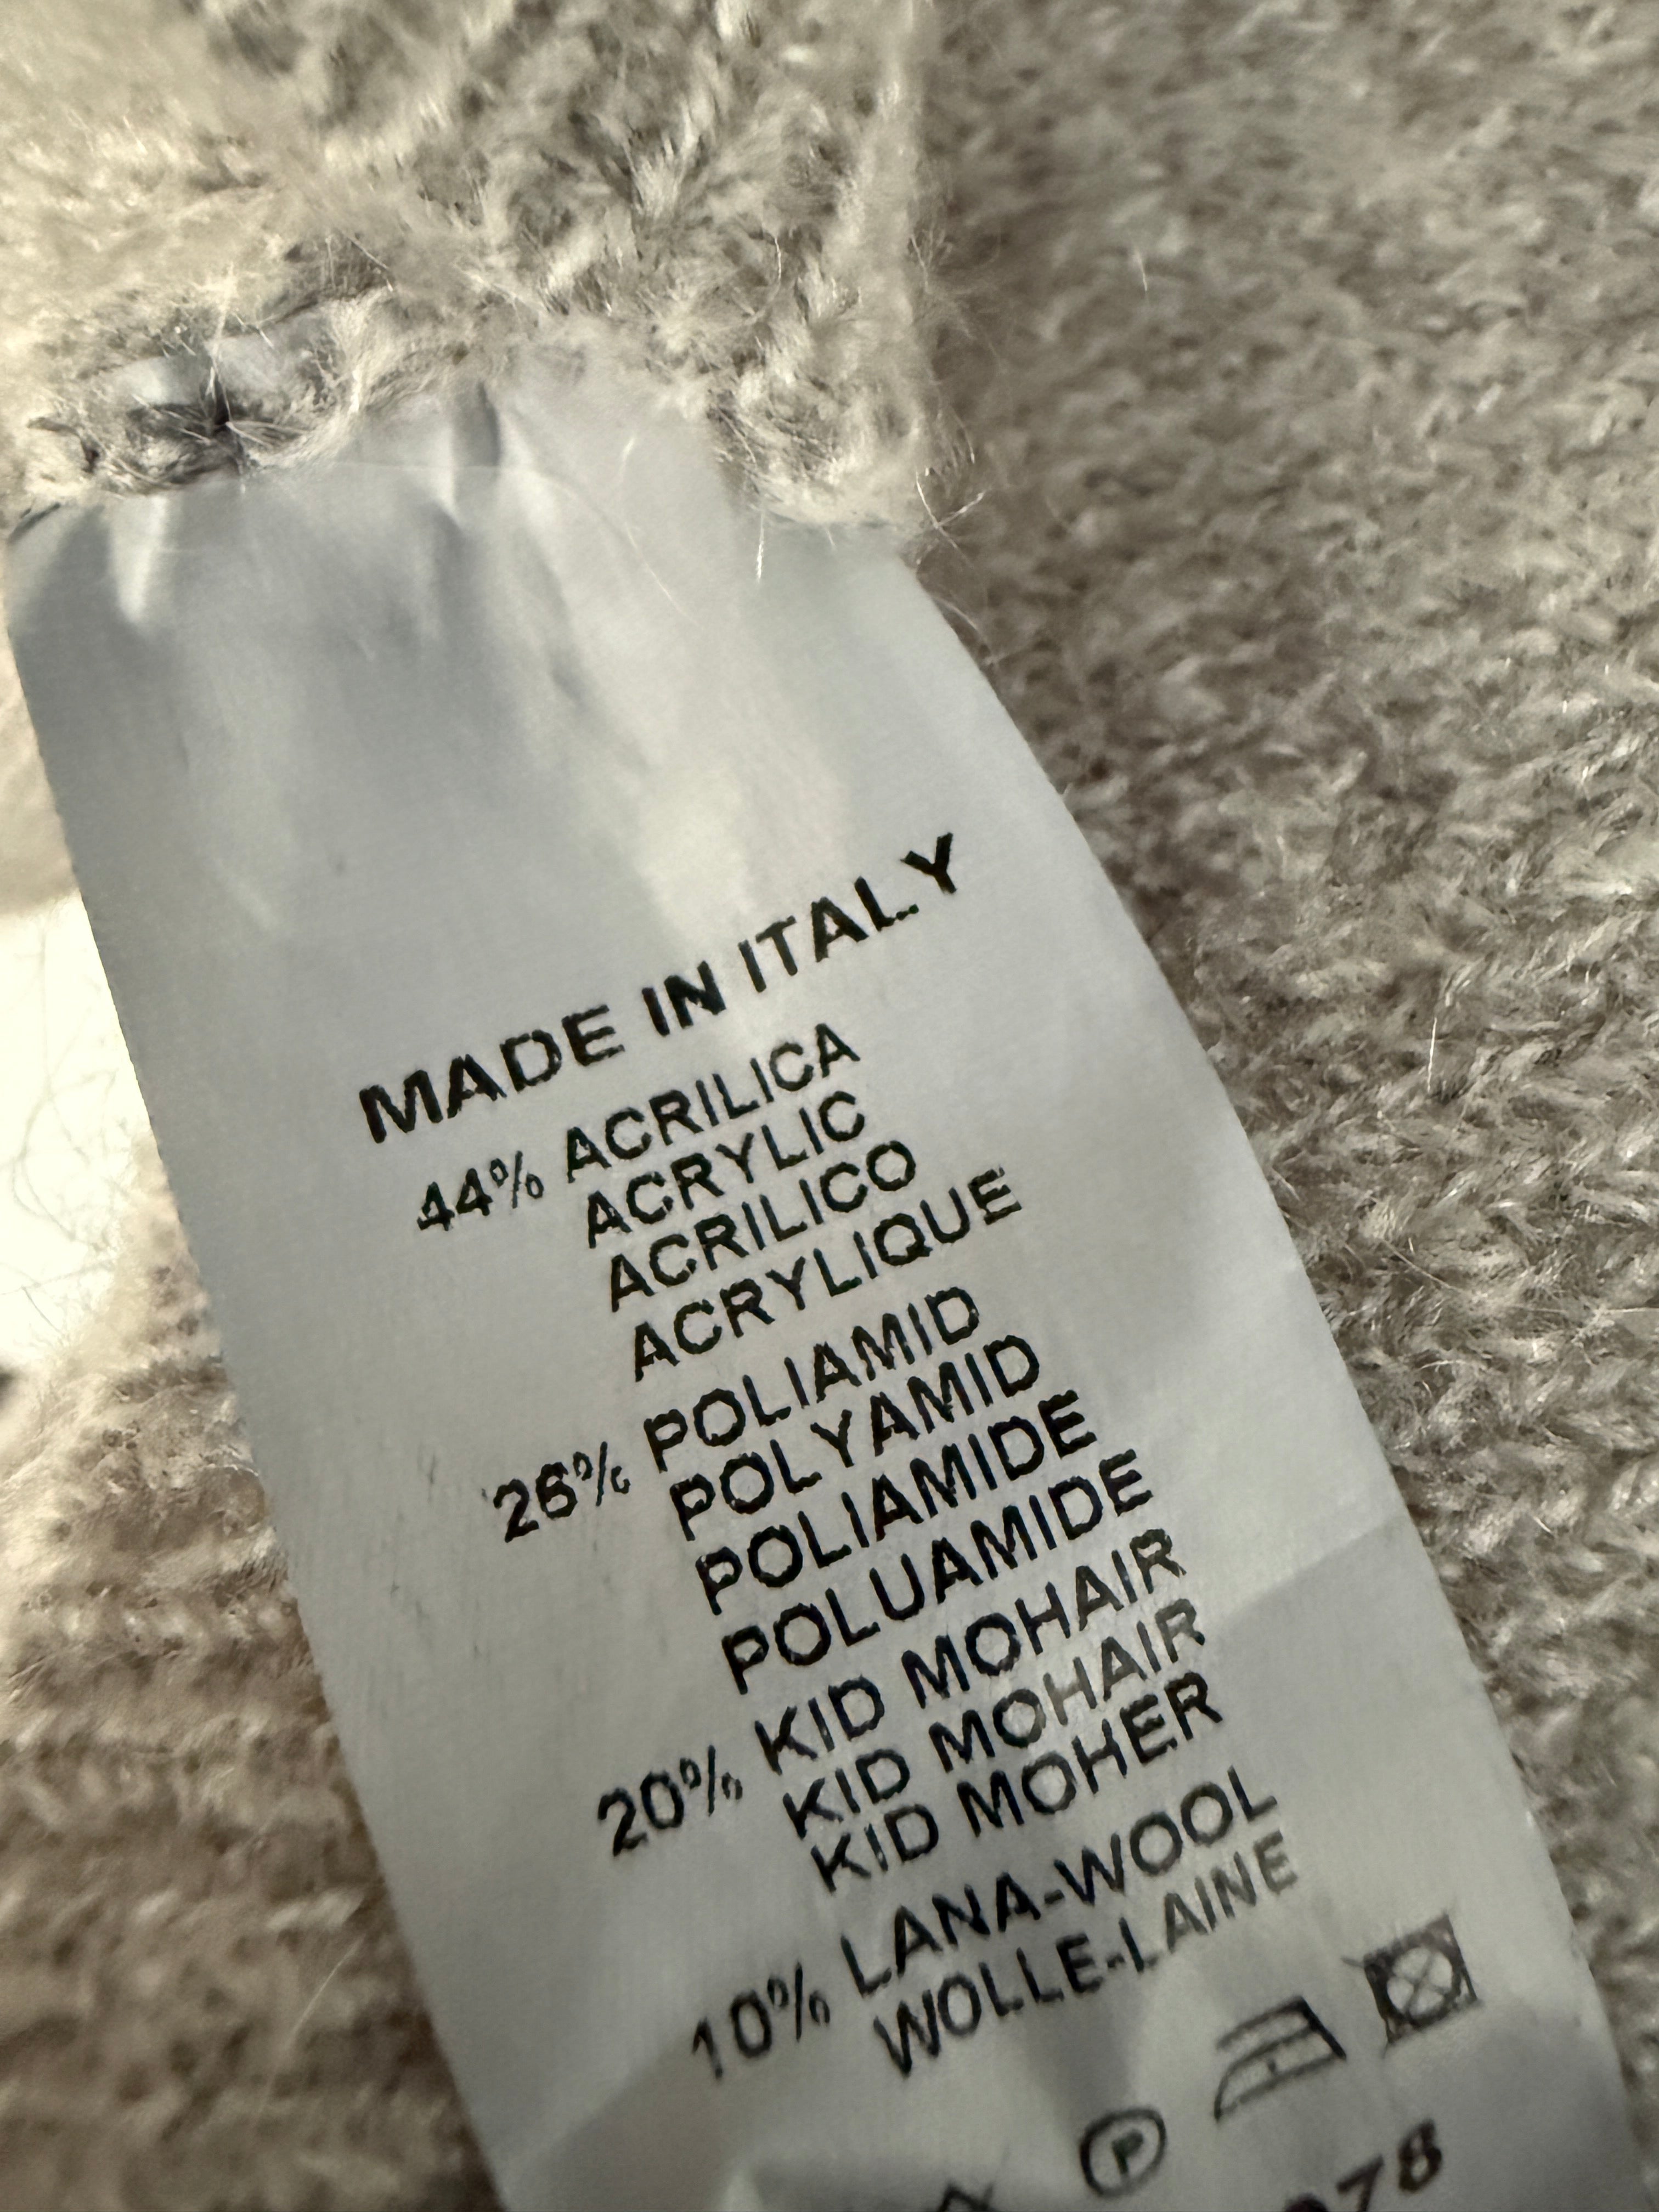 MADE IN ITALY
44% ACRILICA
ACRYLIC
ACRILICO
ACRYLIQUE
26% POLIAMID
POLYAMID
POLIAMIDE
POLUAMIDE
20% KID MOHAIR
KID MOHAIR
KID MOHER
10% LANA-WOOL
WOLLE-LAINE
P